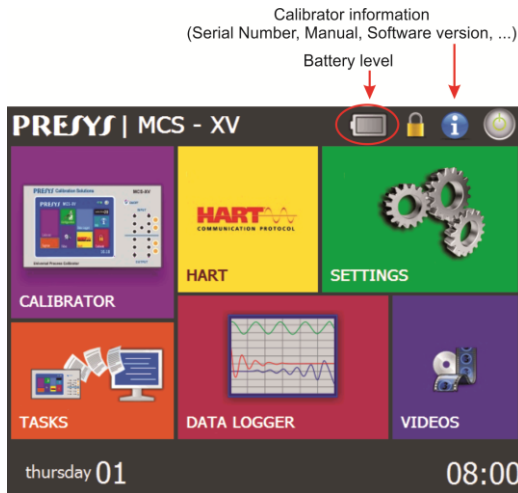 Calibrator information
(Serial Number, Manual, Software version, ...)
Battery level
PRESYS | MCS - XV
HART
COMMUNICATION PROTOCOL
CALIBRATOR
HART
SETTINGS
TASKS
DATA LOGGER
VIDEOS
thursday 01
08:00